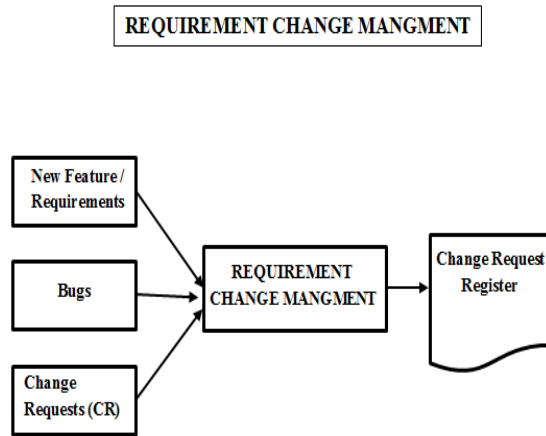 REQUIREMENT CHANGE MANGMENT
New Feature /
Requirements
Bugs
Change
Requests (CR)
REQUIREMENT
CHANGE MANGMENT
Change Request
Register